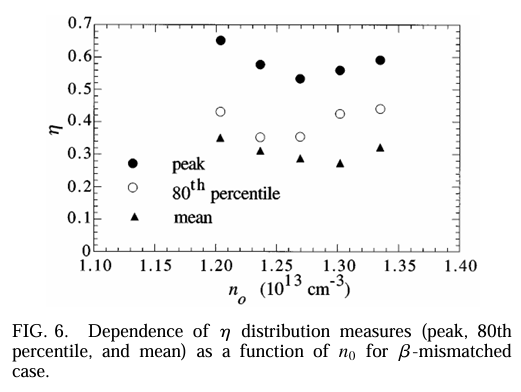 0.7
0.6
0.5
0.4
0.3
0.2
0.1
0
η
peak
80th percentile
mean
1.10 1.15 1.20 1.25 1.30 1.35 1.40
no (10^13 cm^-3)
FIG. 6. Dependence of η distribution measures (peak, 80th
percentile, and mean) as a function of n0 for β-mismatched
case.